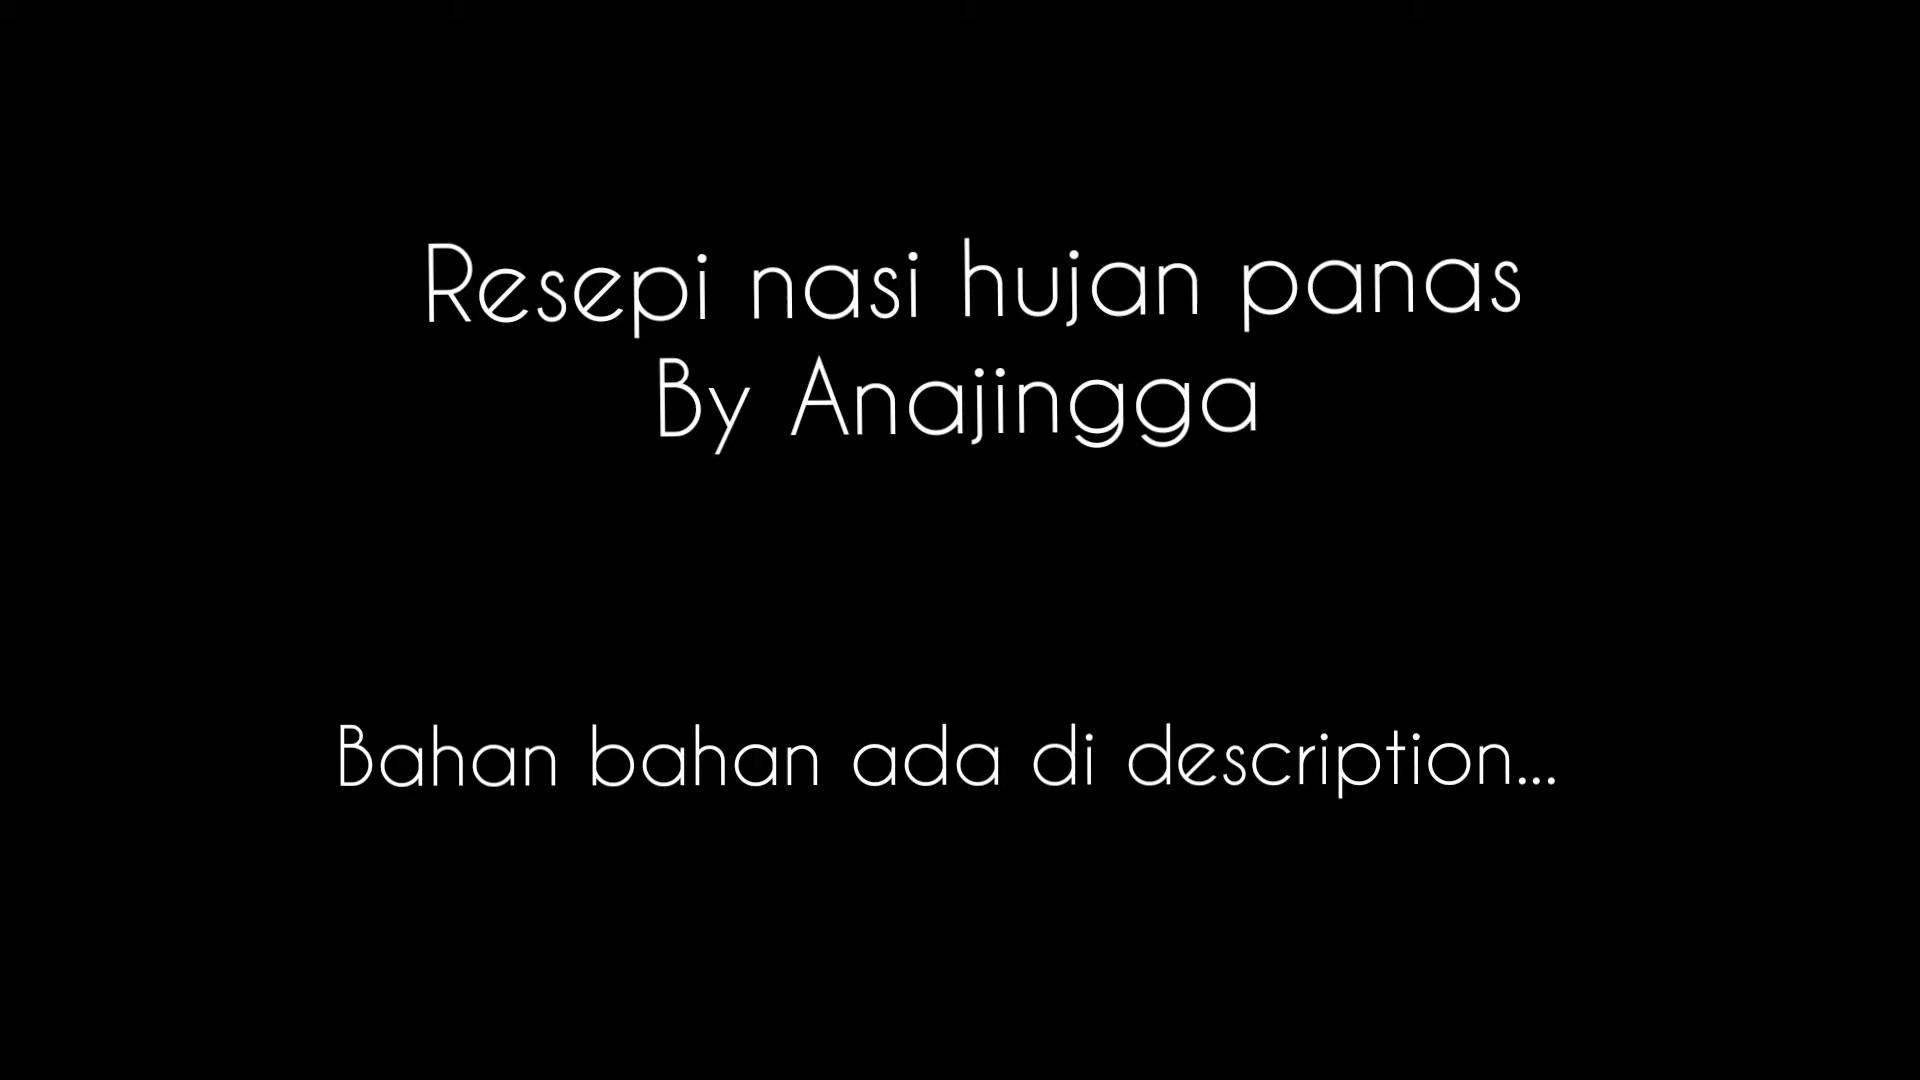 Resepi nasi hujan panas
By Anajingga
Bahan bahan ada di description...